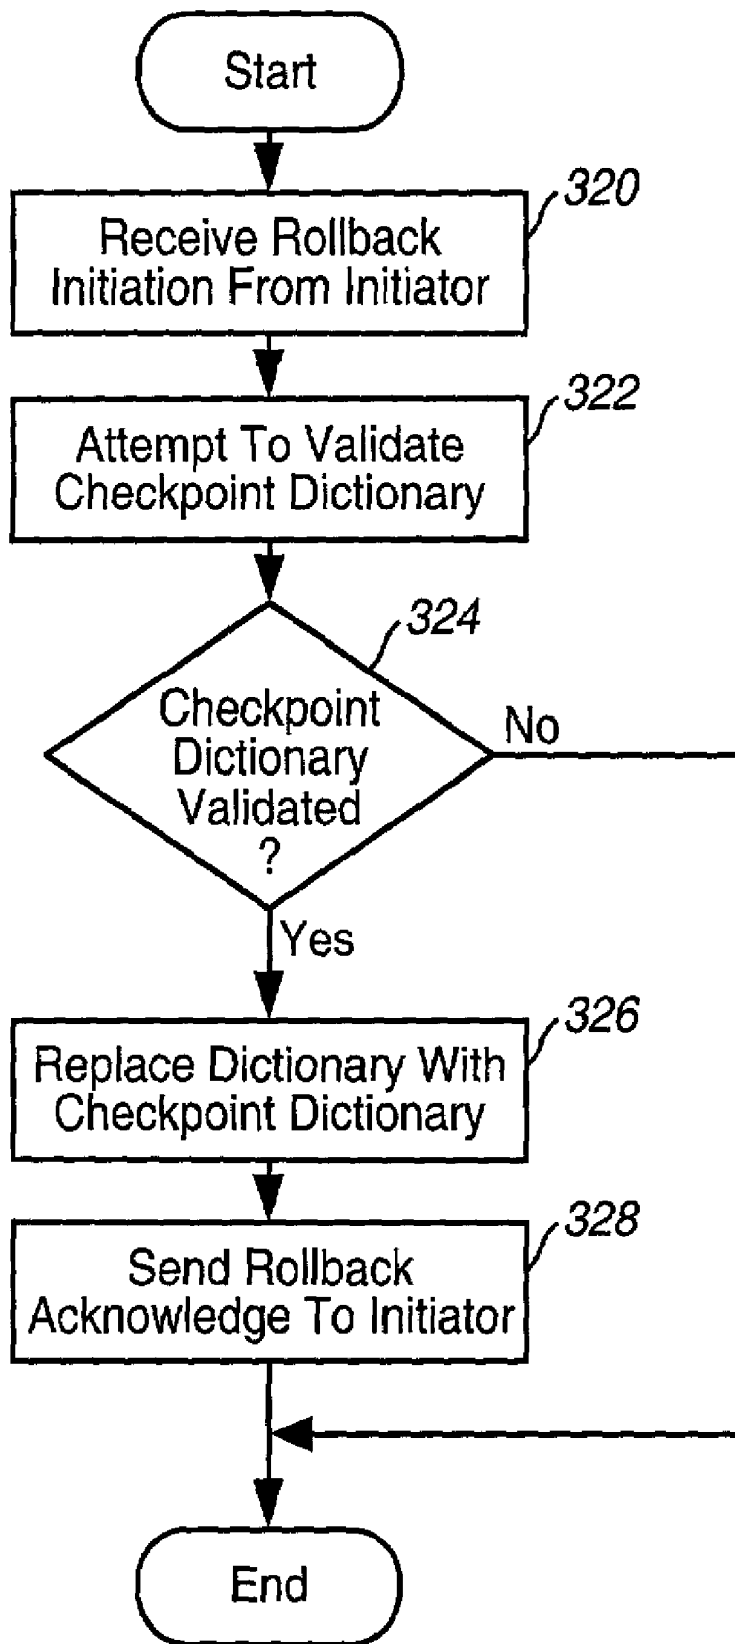 Start
320
Receive Rollback
Initiation From Initiator
322
Attempt To Validate
Checkpoint Dictionary
324
Checkpoint
Dictionary
Validated
?
No
Yes
326
Replace Dictionary With
Checkpoint Dictionary
328
Send Rollback
Acknowledge To Initiator
End